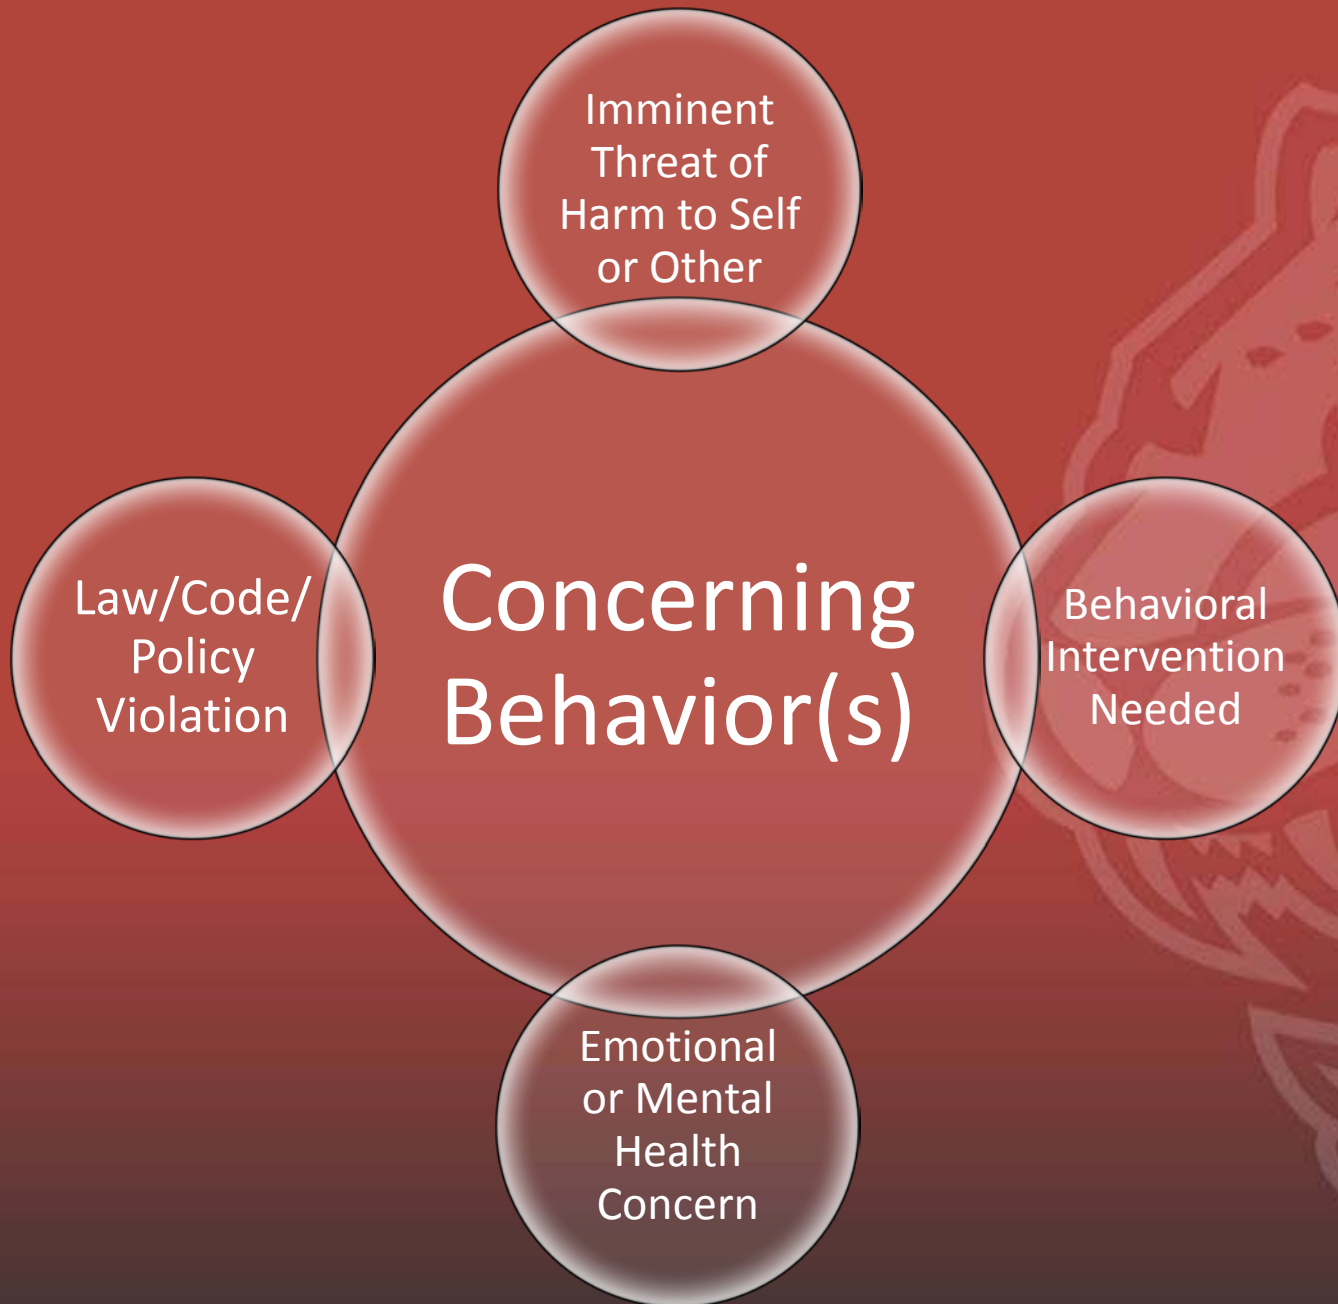 Imminent
Threat of
Harm to Self
or Other
Law/Code/
Policy
Violation
Concerning
Behavior(s)
Behavioral
Intervention
Needed
Emotional
or Mental
Health
Concern